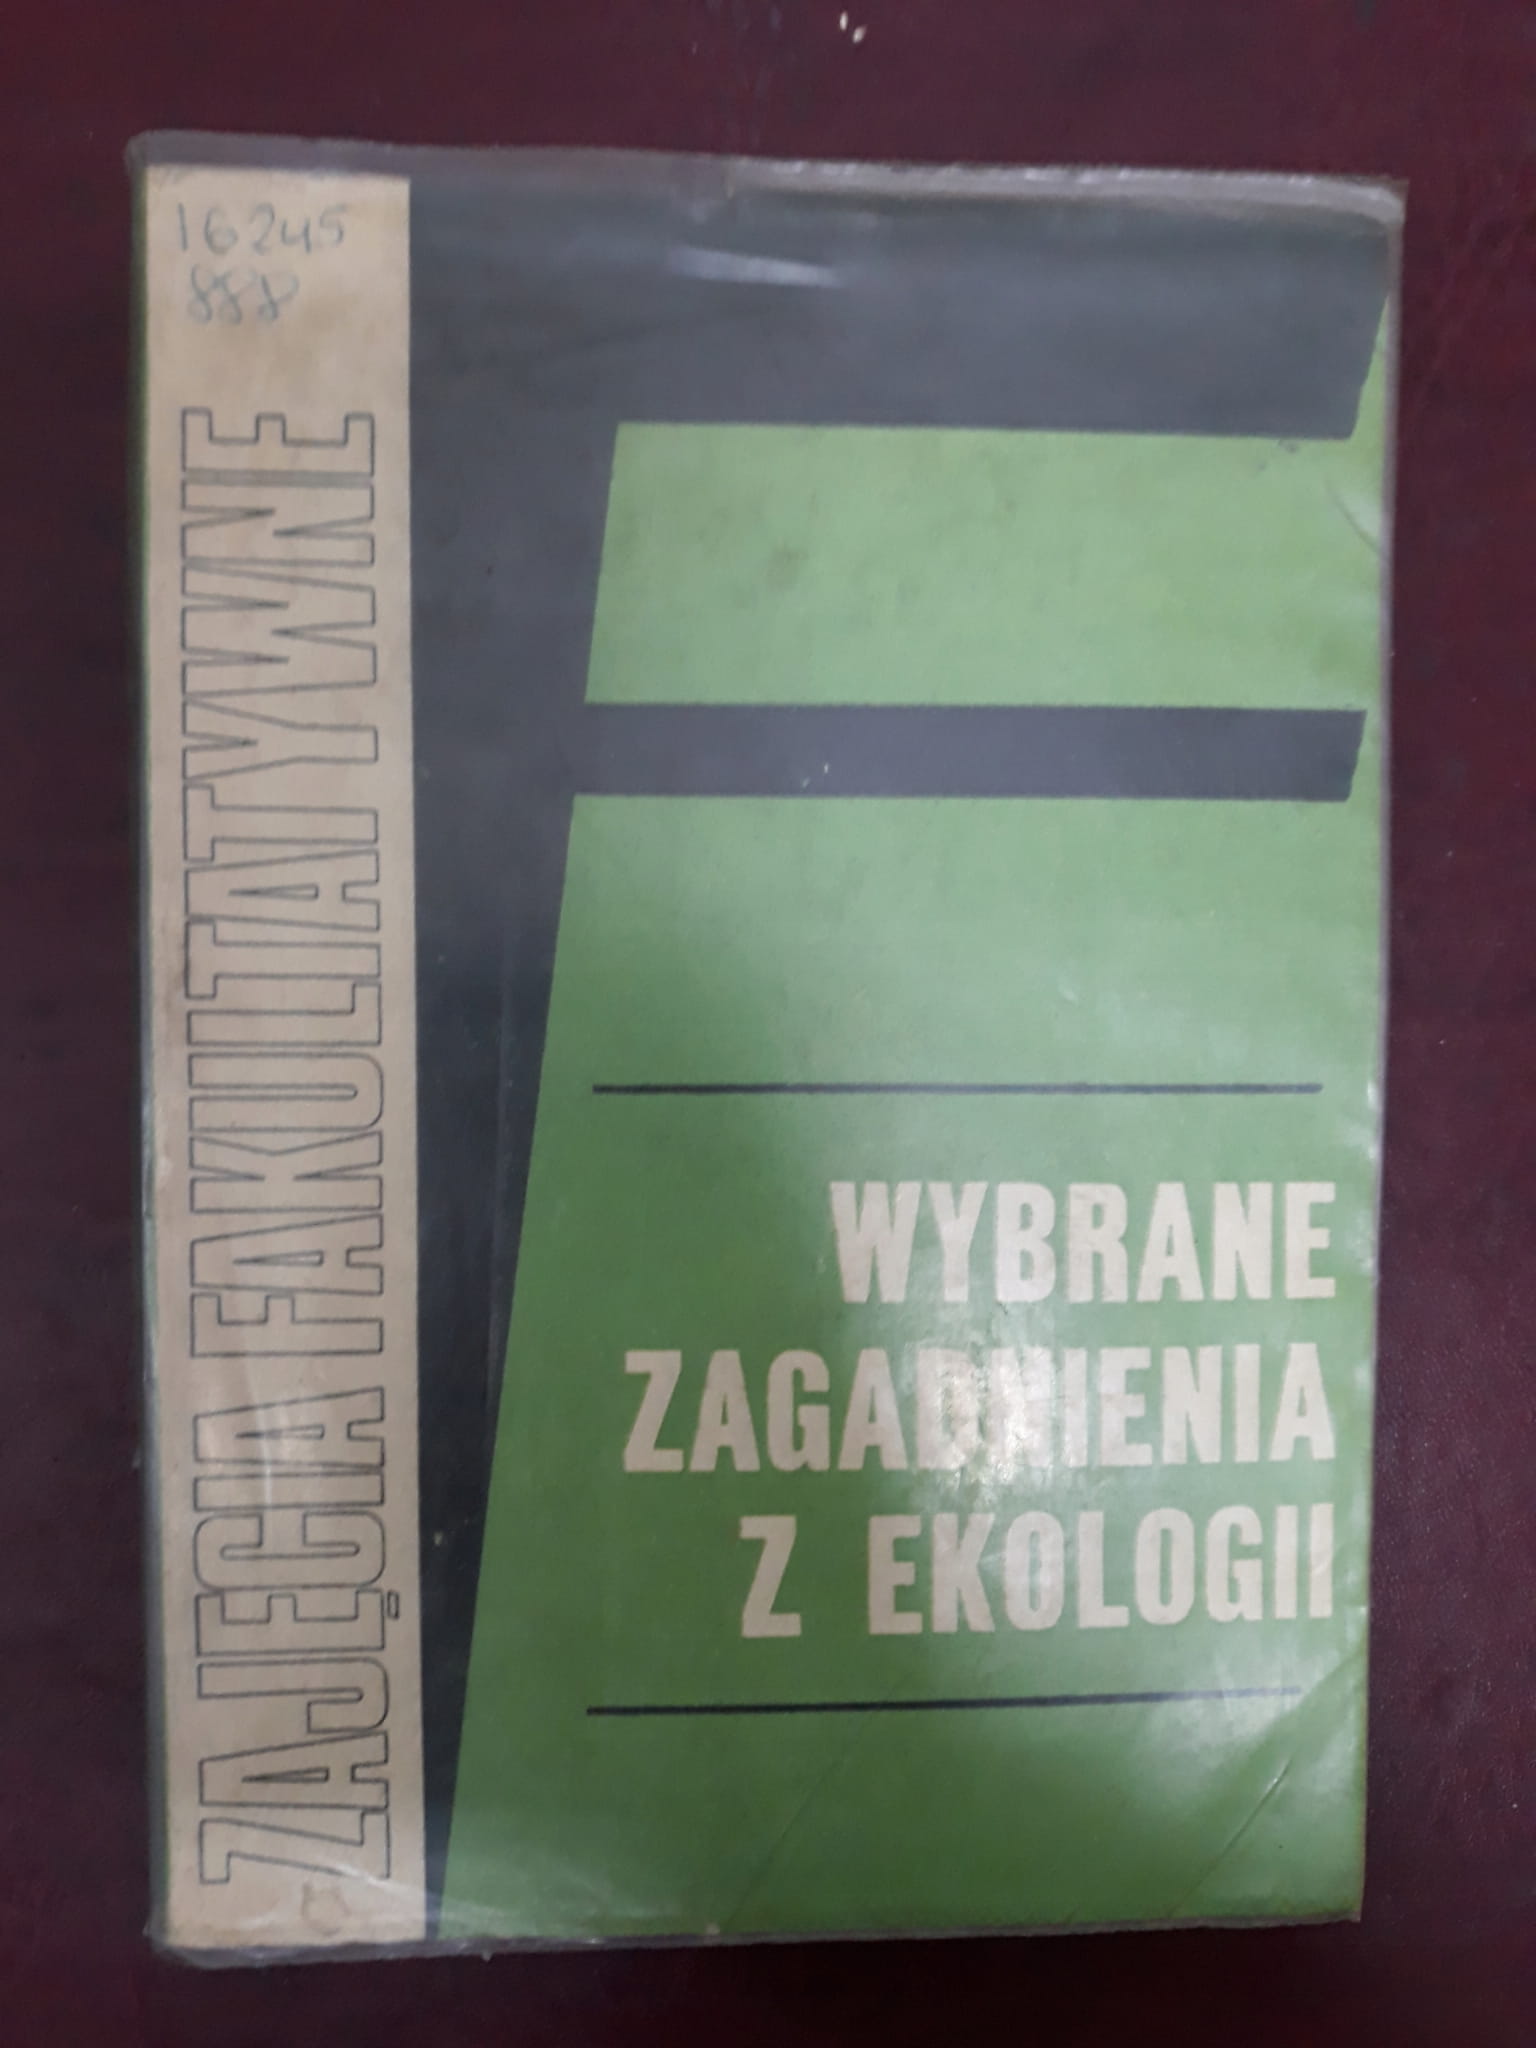 16245
888
ZAJĘCIA FAKULTATYWNE
WYBRANE
ZAGADNIENIA
Z EKOLOGII